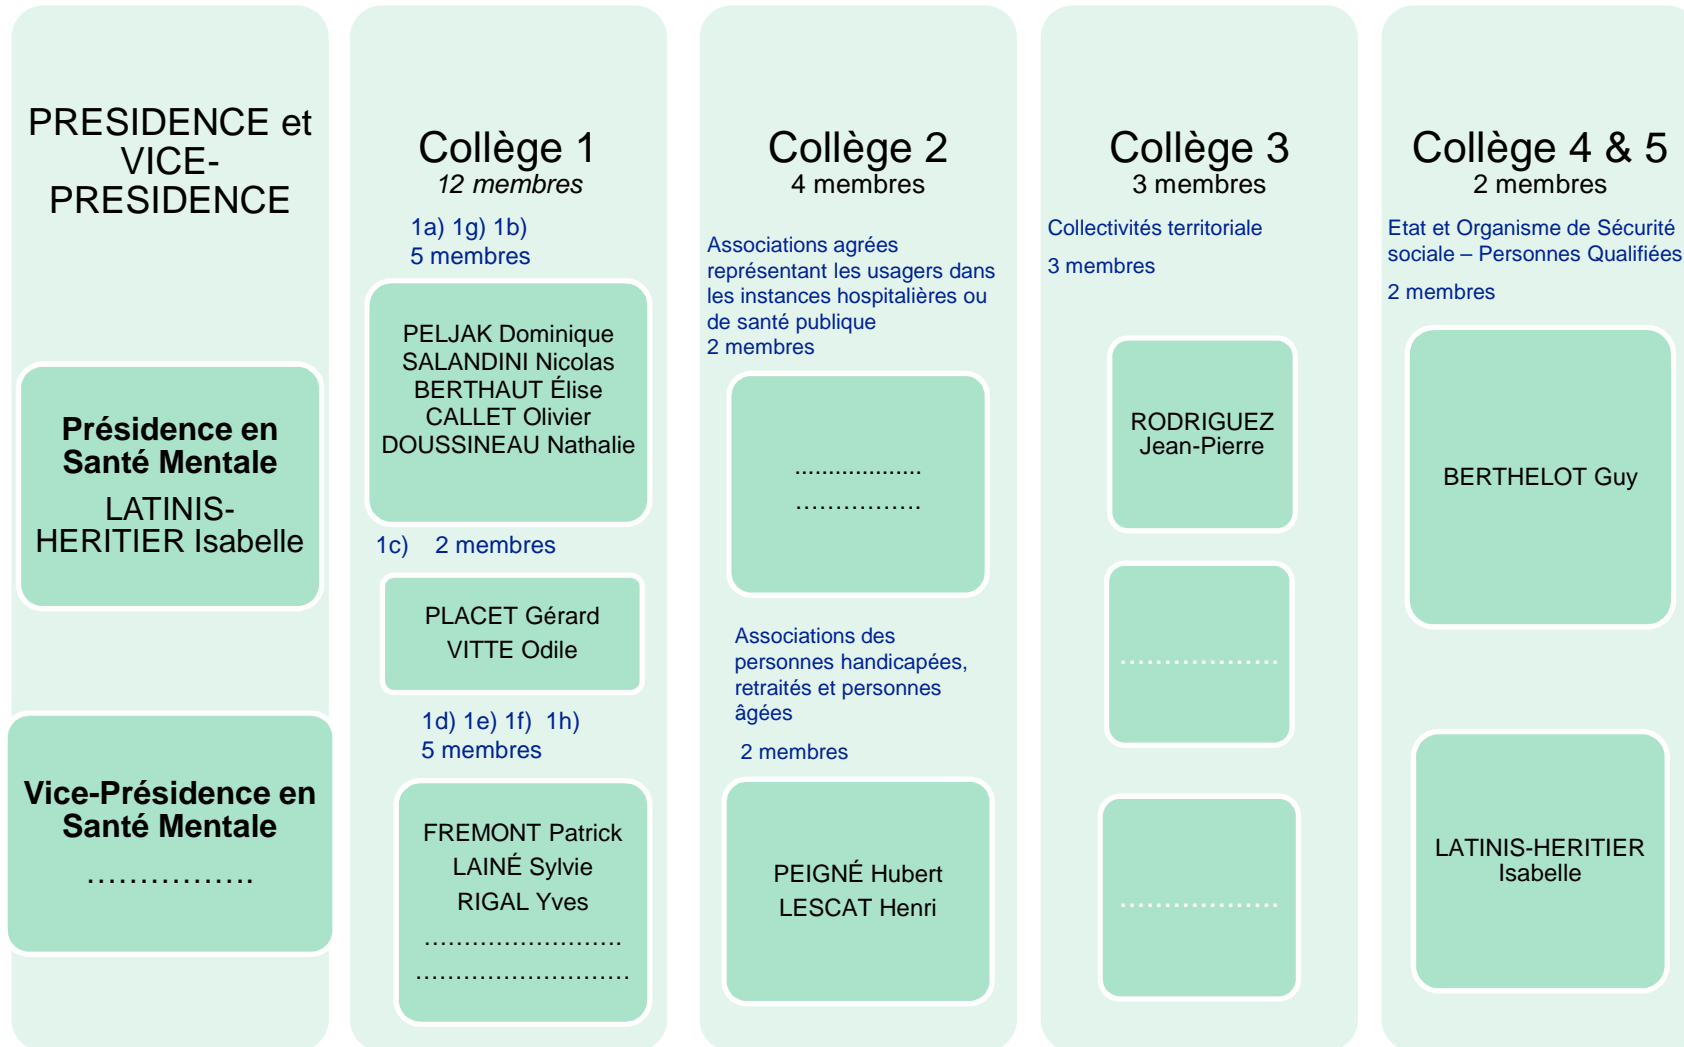 PRESIDENCE et
VICE-
PRESIDENCE
Présidence en
Santé Mentale
LATINIS-
HERITIER Isabelle
Vice-Présidence en
Santé Mentale
................
Collège 1
12 membres
1a) 1g) 1b)
5 membres
PELJAK Dominique
SALANDINI Nicolas
BERTHAUT Élise
CALLET Olivier
DOUSSINEAU Nathalie
1c) 2 membres
PLACET Gérard
VITTE Odile
1d) 1e) 1f) 1h)
5 membres
FREMONT Patrick
LAINÉ Sylvie
RIGAL Yves
.........................
...........................
Collège 2
4 membres
Associations agrées
représentant les usagers dans
les instances hospitalières ou
de santé publique
2 membres
...................
................
Associations des
personnes handicapées,
retraités et personnes
âgées
2 membres
PEIGNÉ Hubert
LESCAT Henri
Collège 3
3 membres
Collectivités territoriale
3 membres
RODRIGUEZ
Jean-Pierre
....................
....................
Collège 4 & 5
2 membres
Etat et Organisme de Sécurité
sociale – Personnes Qualifiées
2 membres
BERTHELOT Guy
LATINIS-HERITIER
Isabelle